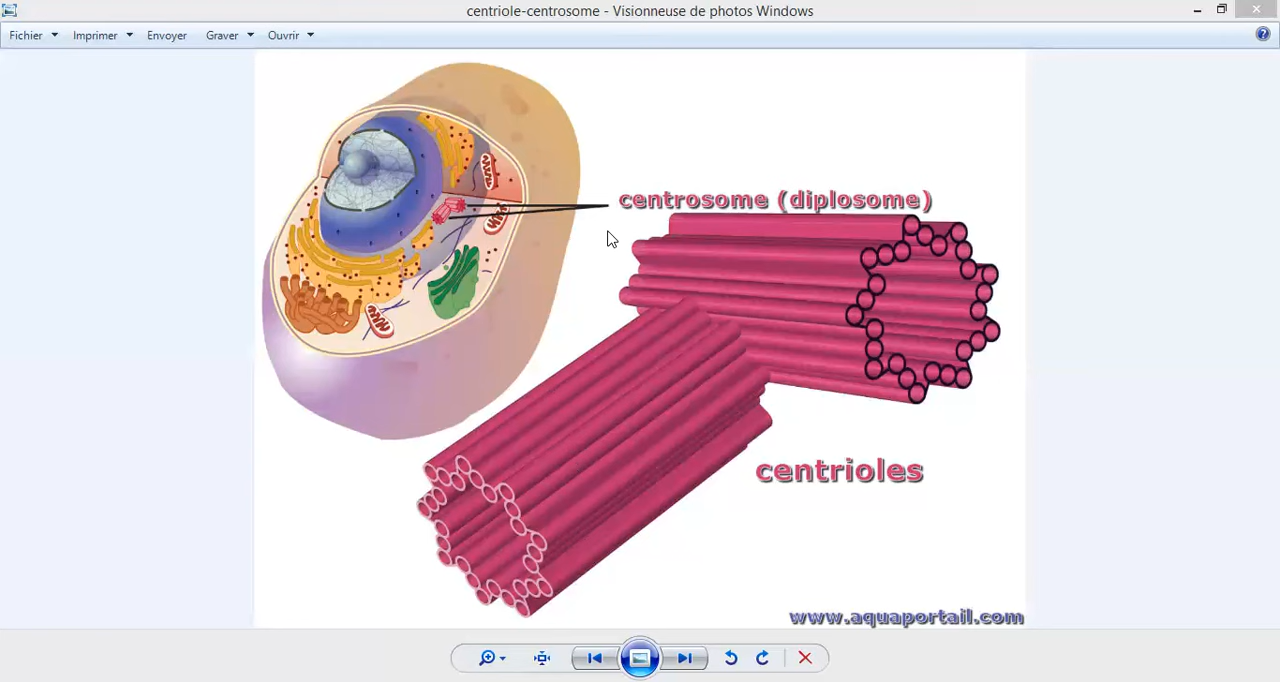 centriole-centrosome - Visionneuse de photos Windows
Fichier Imprimer Envoyer Graver Ouvrir
centrosome (diplosome)
centrioles
www.aquaportail.com